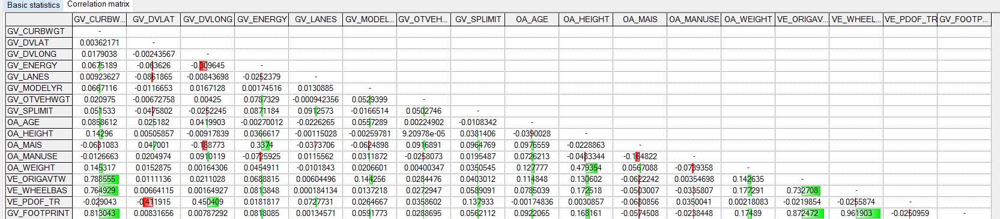 Basic statistics Correlation matrix
GV_CURBW... GV_DVLAT GV_DVLONG GV_ENERGY GV_LANES GV_MODEL... GV_OTVEH... GV_SPLIMIT OA_AGE OA_HEIGHT OA_MAIS OA_MANUSE OA_WEIGHT VE_ORIGAV... VE_WHEEL... VE_PDOF_TR GV_FOOTP...
GV_CURBWGT -
GV_DVLAT 0.00362171 -
GV_DVLONG 0.0179038 -0.00243567 -
GV_ENERGY 0.0675189 -0.063626 -0.309645 -
GV_LANES 0.00923627 -0.0861865 -0.00843698 -0.0252379 -
GV_MODELYR 0.0667116 -0.0116653 0.0167128 0.00174516 0.0130885 -
GV_OTVEHWGT 0.020975 -0.00672758 0.00425 0.0787329 -0.000942356 0.0529399 -
GV_SPLIMIT 0.051533 -0.0475802 -0.0252245 0.0871184 0.0912573 -0.0166514 0.0502746 -
OA_AGE 0.0858612 0.025182 0.0419903 -0.00270012 -0.0226265 0.0557289 0.00224902 -0.0108342 -
OA_HEIGHT 0.14296 0.00505857 -0.00917839 0.0366617 -0.00115028 -0.00259781 9.20978e-05 0.0381406 -0.0390028 -
OA_MAIS -0.0631083 0.047001 -0.188773 0.3374 -0.0373706 -0.0624898 0.0916891 0.0964769 0.0976559 -0.0228863 -
OA_MANUSE -0.0126663 0.0204974 0.0910119 -0.0725925 0.0115562 0.0311872 -0.0258073 0.0195487 0.0726213 -0.0483344 -0.164822 -
OA_WEIGHT 0.145317 0.0152875 0.00164306 0.0454911 -0.0101843 0.0206601 0.00400347 0.0350545 0.127777 0.479354 0.0567088 -0.0789358 -
VE_ORIGAVTW 0.788555 0.0111136 0.0211028 0.0688815 0.00604496 0.144256 0.0284476 0.0403012 0.114848 0.130602 -0.0622242 0.00354698 0.142635 -
VE_WHEELBAS 0.764929 0.00664115 0.00164927 0.0813848 0.000184134 0.0137218 0.0272947 0.0589091 0.0785039 0.172518 -0.0503007 -0.0335807 0.177291 0.732708 -
VE_PDOF_TR -0.029043 -0.411915 0.450409 0.0181817 0.0727731 0.0264667 0.0358602 0.137933 -0.00174836 0.0030857 -0.0680856 0.0350041 0.00218083 -0.0219854 -0.0255874 -
GV_FOOTPRINT 0.813043 0.00831656 0.00787292 0.0818085 0.00134571 0.0591773 0.0288695 0.0562112 0.0922065 0.168161 -0.0574508 -0.0238448 0.17489 0.872472 0.961903 -0.0250959 -